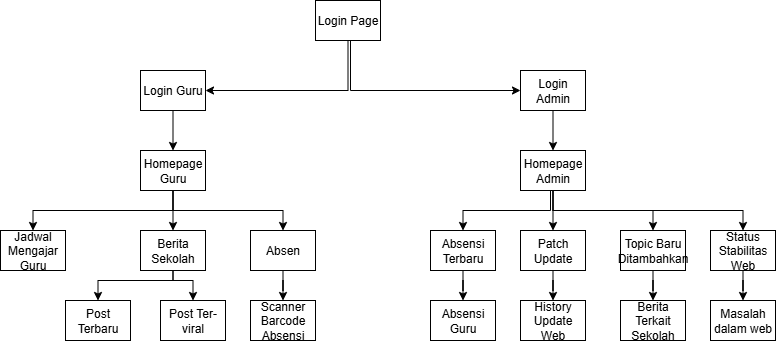 Login Page
Login Guru
Login
Admin
Homepage
Guru
Homepage
Admin
Jadwal
Mengajar
Guru
Berita
Sekolah
Absen
Absensi
Terbaru
Patch
Update
Topic Baru
Ditambahkan
Status
Stabilitas
Web
Post
Terbaru
Post Ter-
viral
Scanner
Barcode
Absensi
Absensi
Guru
History
Update
Web
Berita
Terkait
Sekolah
Masalah
dalam web